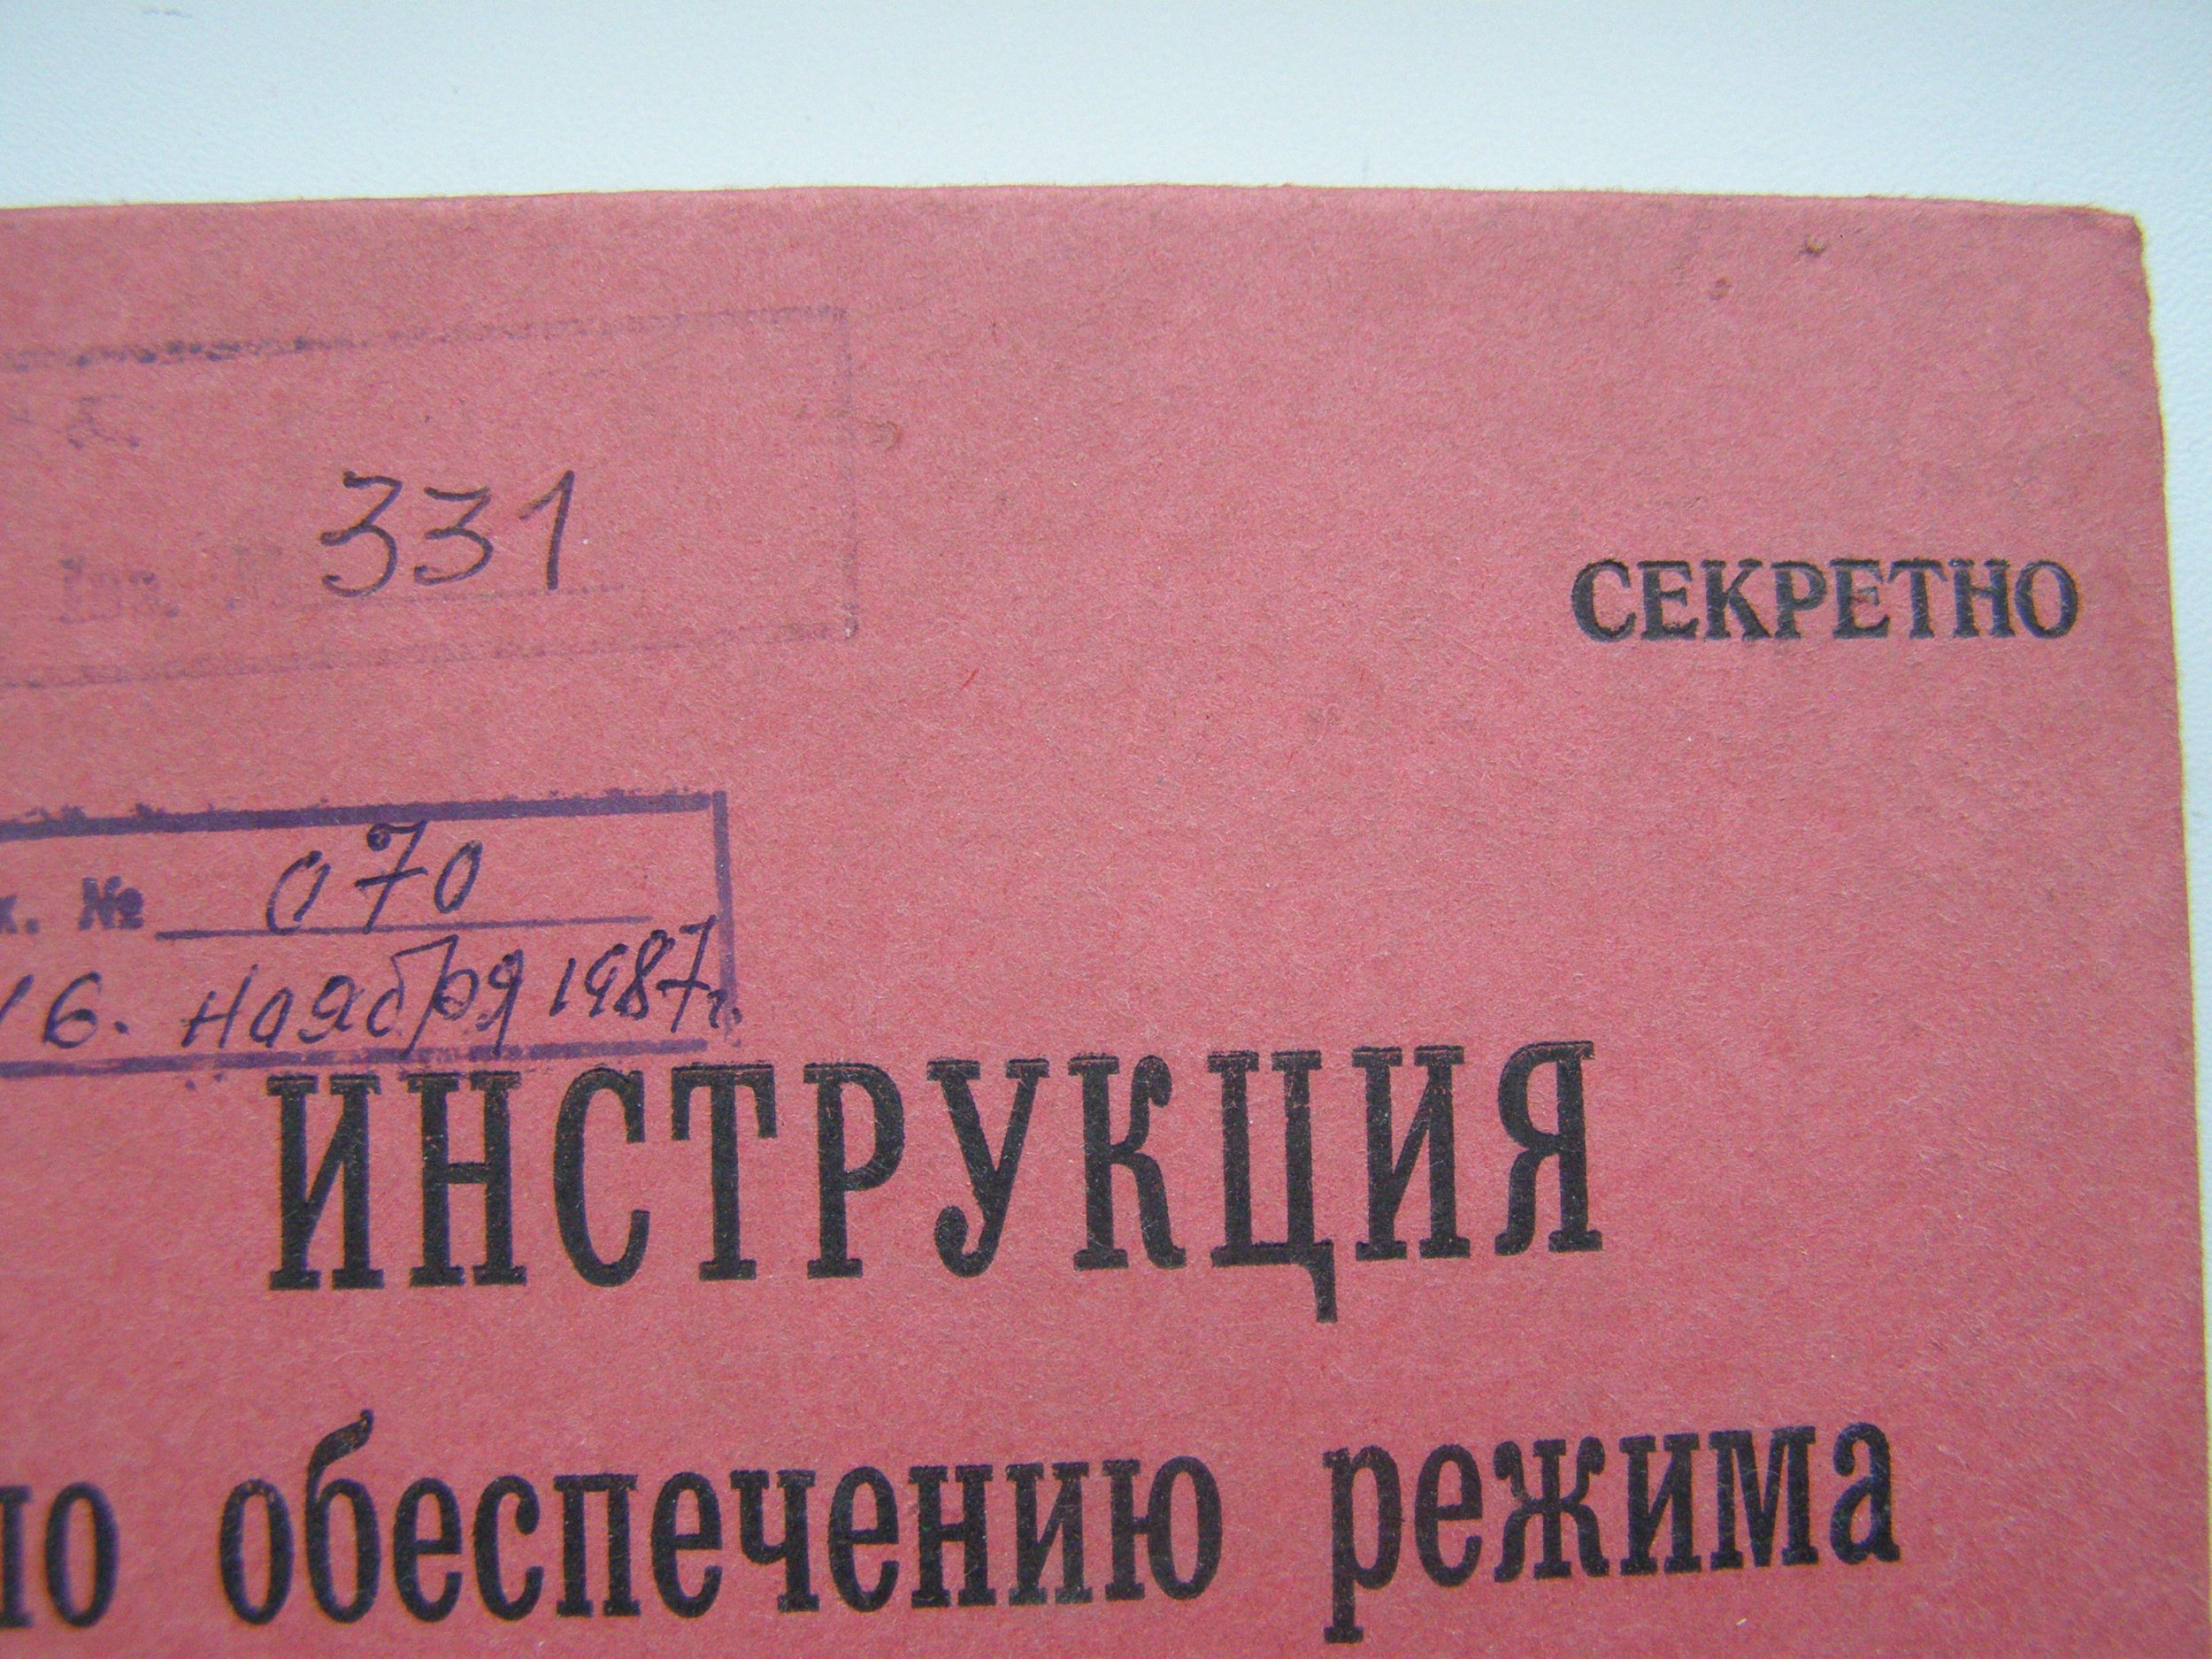 331
СЕКРЕТНО
№ 070
16. ноября 1987г.
ИНСТРУКЦИЯ
по обеспечению режима